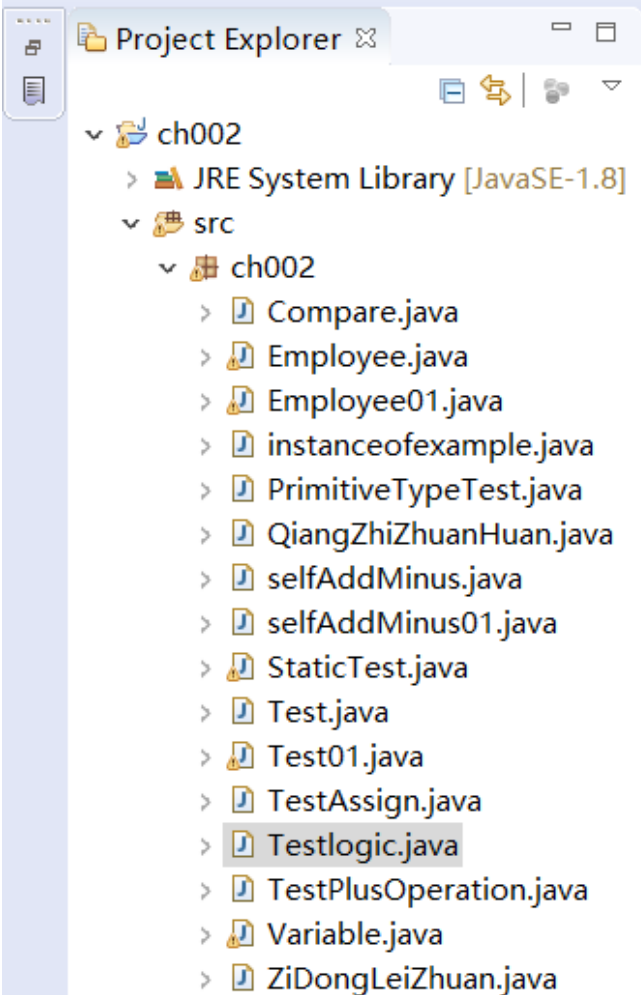 Project Explorer
ch002
JRE System Library [JavaSE-1.8]
src
ch002
Compare.java
Employee.java
Employee01.java
instanceofexample.java
PrimitiveTypeTest.java
QiangZhiZhuanHuan.java
selfAddMinus.java
selfAddMinus01.java
StaticTest.java
Test.java
Test01.java
TestAssign.java
Testlogic.java
TestPlusOperation.java
Variable.java
ZiDongLeiZhuan.java